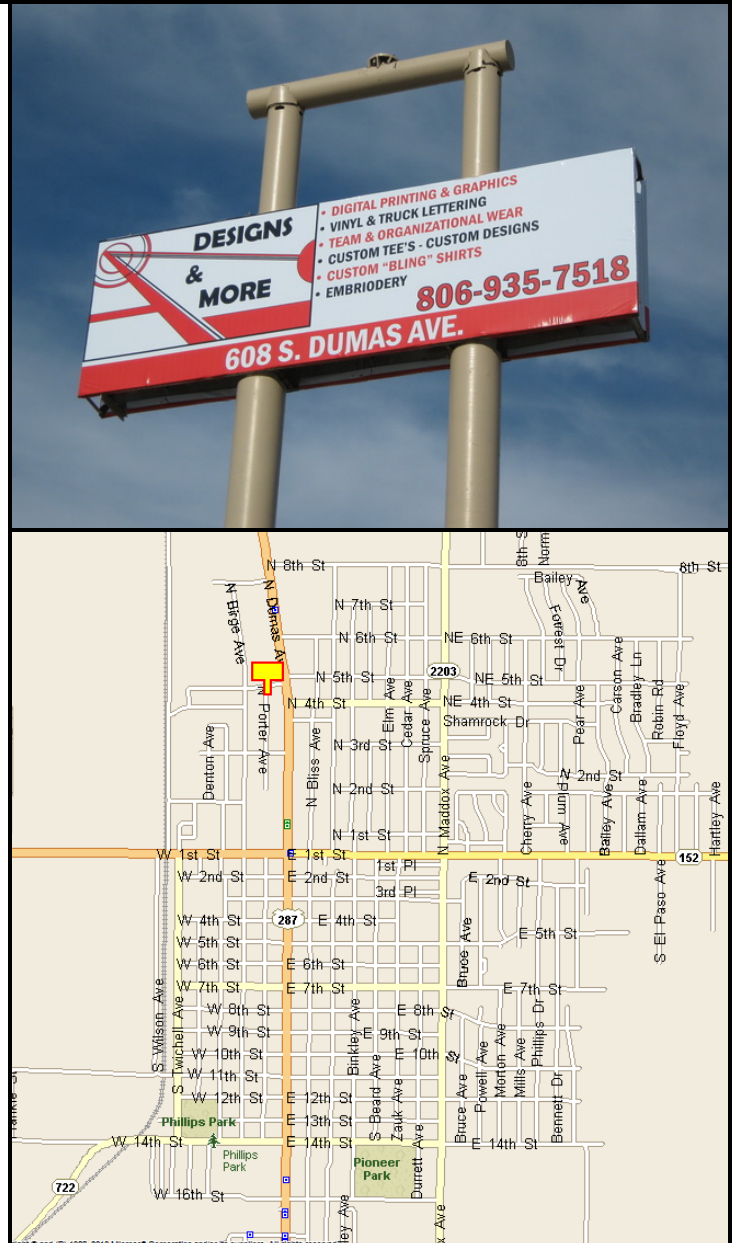 DESIGNS
&
MORE
• DIGITAL PRINTING & GRAPHICS
• VINYL & TRUCK LETTERING
• TEAM & ORGANIZATIONAL WEAR
• CUSTOM TEE'S - CUSTOM DESIGNS
• CUSTOM "BLING" SHIRTS
• EMBRIODERY
806-935-7518
608 S. DUMAS AVE.
N 8th St
8th St
Bailey Ave
N Birge Ave
N Dumas Av
N 7th St
Forrest Dr
N 6th St
NE 6th St
Carson Ave
Bradley Ln
N 5th St
2203
NE 5th St
Robin Rd
Floyd Ave
N Porter Ave
N 4th St
Elm Ave
Cedar Ave
Spruce Ave
NE 4th St
Pear Ave
Shamrock Dr
Denton Ave
N Bliss Ave
N 3rd St
N 2nd St
N 2nd St
N Maddox Ave
Cherry Ave
Plum Ave
Bailey Ave
Dallam Ave
Hartley Ave
N 1st St
W 1st St
E 1st St
152
1st Pl
W 2nd St
E 2nd St
3rd Pl
E 2nd St
S El Paso Ave
W 4th St
287
E 4th St
Bruce Ave
E 5th St
W 5th St
W 6th St
E 6th St
W 7th St
E 7th St
E 7th St
S Wilson Ave
S Twichell Ave
W 8th St
Binkley Ave
E 8th St
Phillips Dr
W 9th St
E 9th St
W 10th St
E 10th St
Powell Ave
Morton Ave
Mills Ave
W 11th St
S Beard Ave
Zauk Ave
Bruce Ave
Bennett Dr
W 12th St
E 12th St
Phillips Park
E 13th St
W 14th St
E 14th St
E 14th St
Phillips
Park
Pioneer
Park
Durrett Ave
722
W 16th St